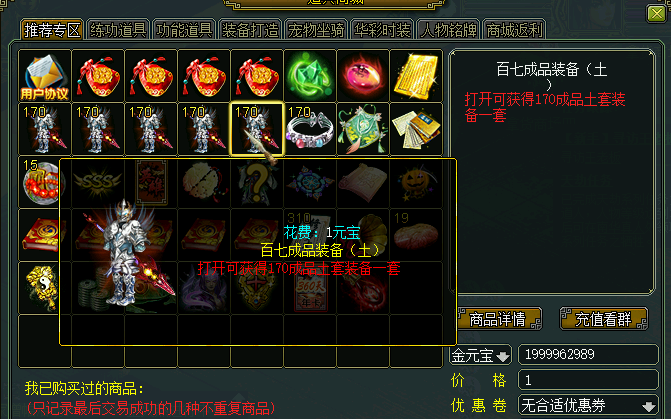 道具商城
推荐专区 练功道具 功能道具 装备打造 宠物坐骑 华彩时装 人物铭牌 商城返利
用户协议
170 170 170 170 170 170
15
310
19
360R
花费：1元宝
百七成品装备（土）
打开可获得170成品土套装备一套
百七成品装备（土
）
打开可获得170成品土套装
备一套
商品详情 充值看群
金元宝 1999962989
价 格 1
优 惠 卷 无合适优惠券
我已购买过的商品：
(只记录最后交易成功的几种不重复商品)